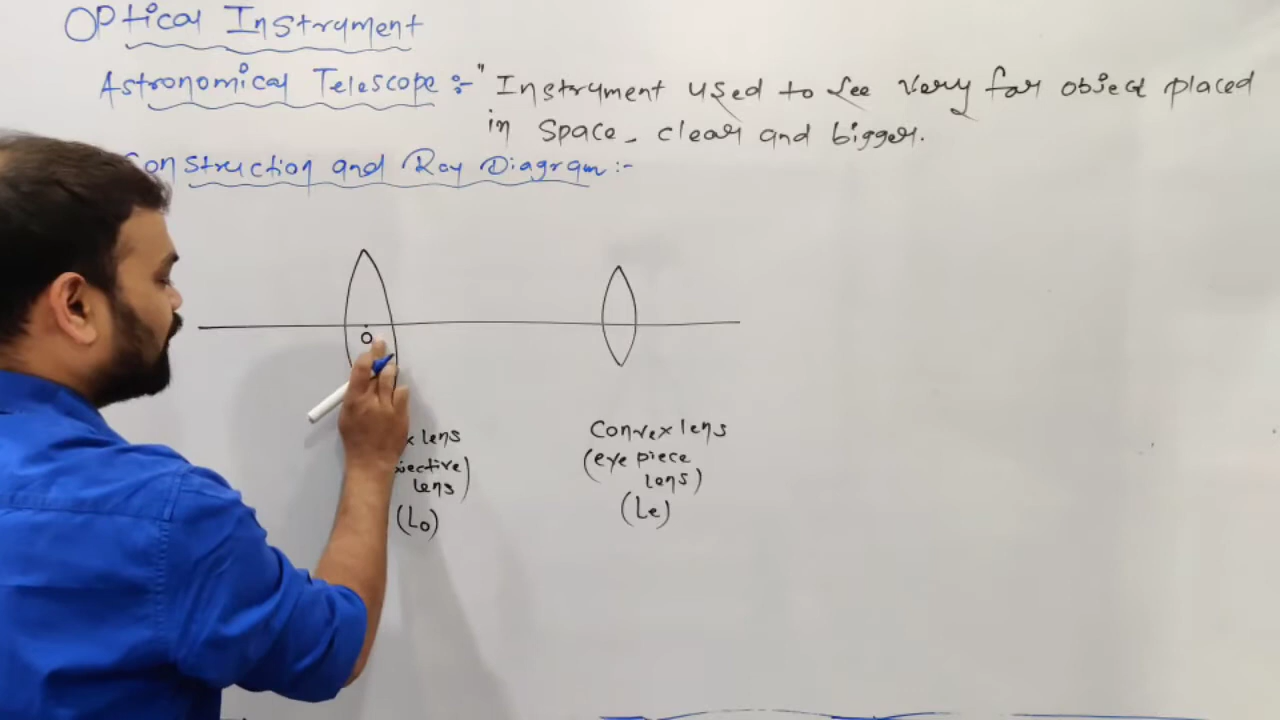 Optical Instrument
Astronomical Telescope :- "Instrument used to see very far object placed
in space - clear and bigger.
Construction and Ray Diagram :-
O
x lens
jective)
lens
(Lo)
Convex lens
(eye piece
lens)
(Le)